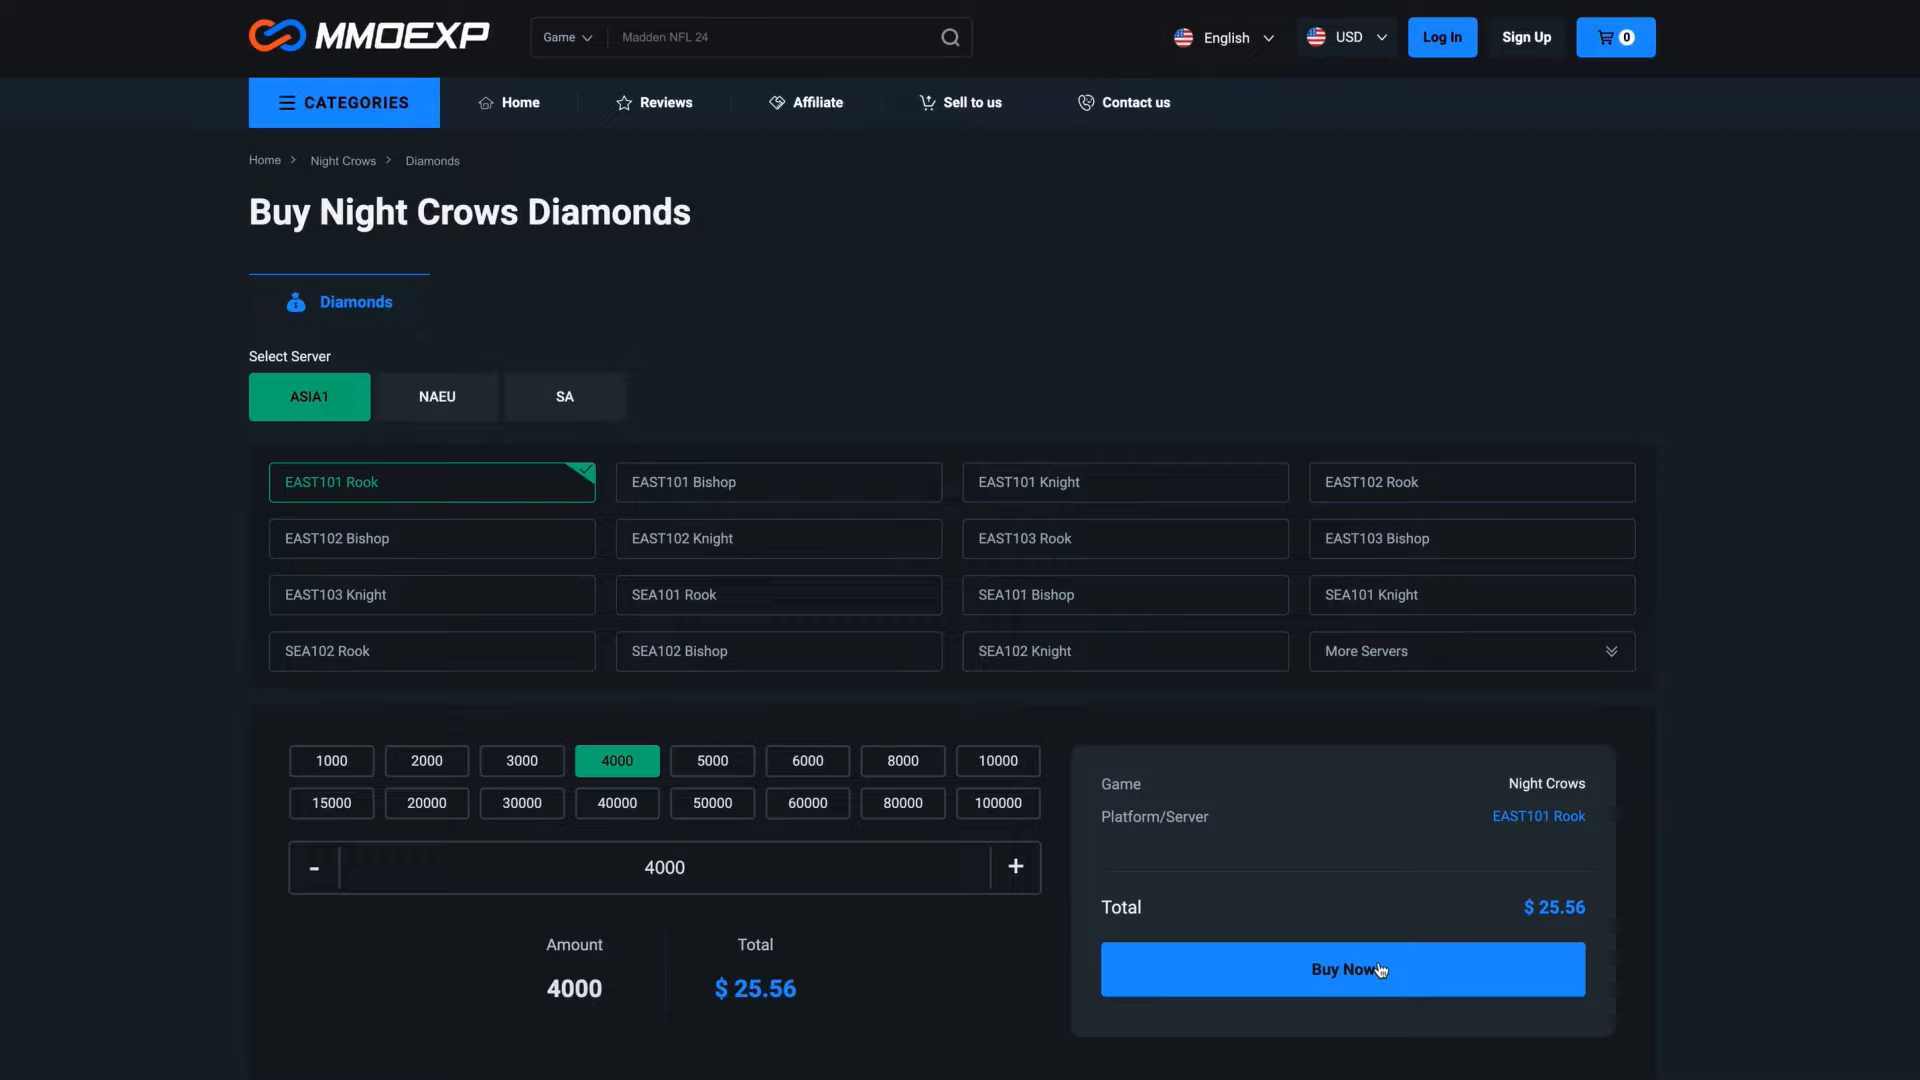 MMOEXP
Game
Madden NFL 24
English
USD
Log In
Sign Up
0
CATEGORIES
Home
Reviews
Affiliate
Sell to us
Contact us
Home > Night Crows > Diamonds
Buy Night Crows Diamonds
Diamonds
Select Server
ASIA1
NAEU
SA
EAST101 Rook
EAST101 Bishop
EAST101 Knight
EAST102 Rook
EAST102 Bishop
EAST102 Knight
EAST103 Rook
EAST103 Bishop
EAST103 Knight
SEA101 Rook
SEA101 Bishop
SEA101 Knight
SEA102 Rook
SEA102 Bishop
SEA102 Knight
More Servers
1000
2000
3000
4000
5000
6000
8000
10000
15000
20000
30000
40000
50000
60000
80000
100000
- 4000 +
Amount
4000
Total
$ 25.56
Game
Night Crows
Platform/Server
EAST101 Rook
Total
$ 25.56
Buy Now